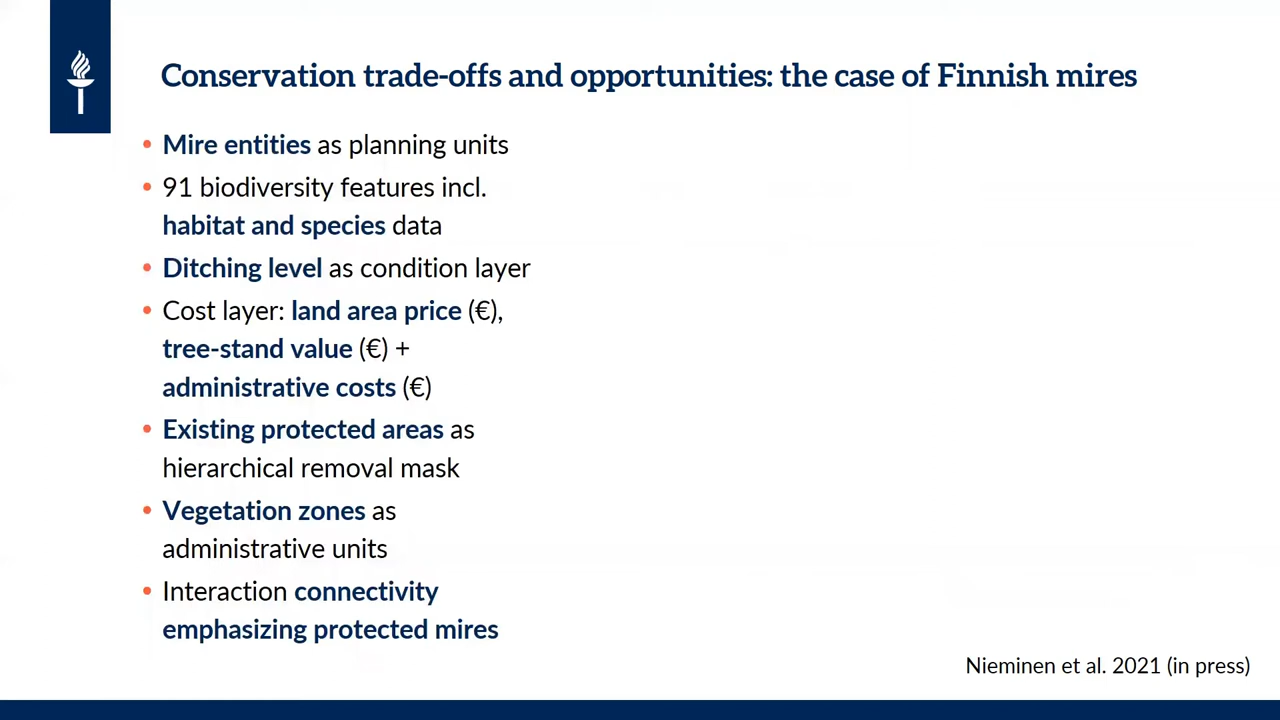 Conservation trade-offs and opportunities: the case of Finnish mires
• Mire entities as planning units
• 91 biodiversity features incl.
habitat and species data
• Ditching level as condition layer
• Cost layer: land area price (€),
tree-stand value (€) +
administrative costs (€)
• Existing protected areas as
hierarchical removal mask
• Vegetation zones as
administrative units
• Interaction connectivity
emphasizing protected mires
Nieminen et al. 2021 (in press)